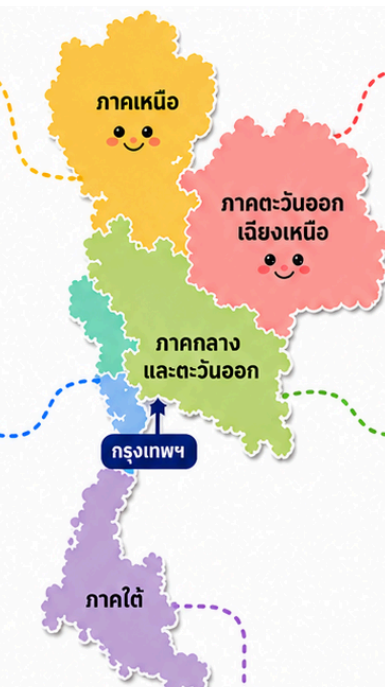 ภาคเหนือ
ภาคตะวันออก
เฉียงเหนือ
ภาคกลาง
และตะวันออก
กรุงเทพฯ
ภาคใต้